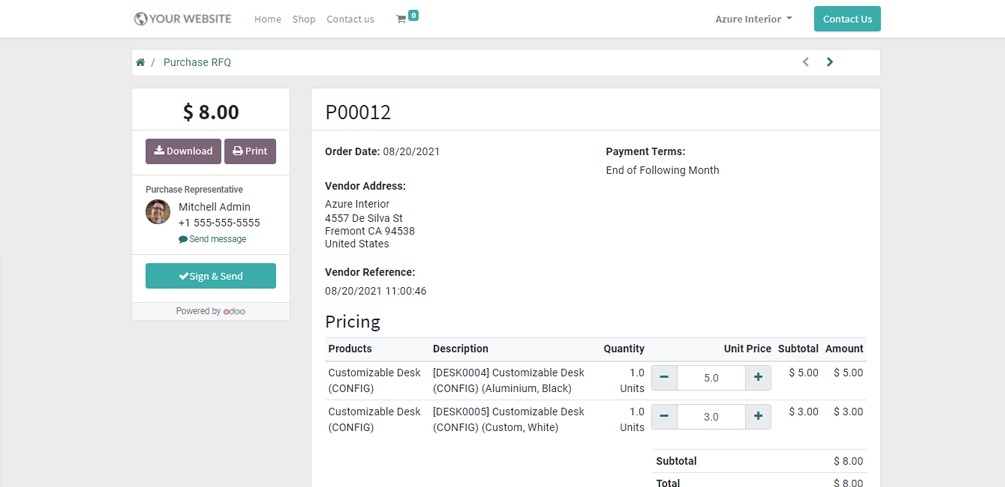 YOUR WEBSITE Home Shop Contact us 0 Azure Interior Contact Us
/ Purchase RFQ
$ 8.00
Download Print
Purchase Representative
Mitchell Admin
+1 555-555-5555
Send message
Sign & Send
Powered by odoo
P00012
Order Date: 08/20/2021
Payment Terms:
End of Following Month
Vendor Address:
Azure Interior
4557 De Silva St
Fremont CA 94538
United States
Vendor Reference:
08/20/2021 11:00:46
Pricing
Products Description Quantity Unit Price Subtotal Amount
Customizable Desk [DESK0004] Customizable Desk 1.0 − 5.0 + $ 5.00 $ 5.00
(CONFIG) (CONFIG) (Aluminium, Black) Units
Customizable Desk [DESK0005] Customizable Desk 1.0 − 3.0 + $ 3.00 $ 3.00
(CONFIG) (CONFIG) (Custom, White) Units
Subtotal $ 8.00
Total $ 8.00